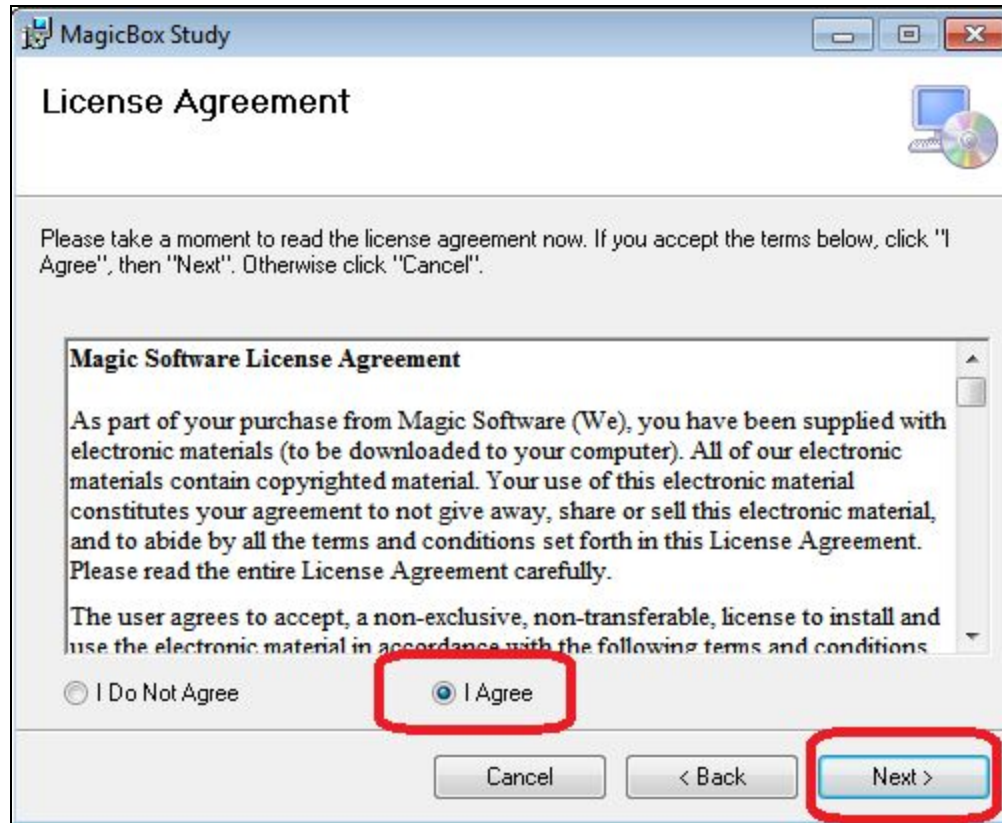 MagicBox Study
License Agreement
Please take a moment to read the license agreement now. If you accept the terms below, click "I
Agree", then "Next". Otherwise click "Cancel".
Magic Software License Agreement
As part of your purchase from Magic Software (We), you have been supplied with
electronic materials (to be downloaded to your computer). All of our electronic
materials contain copyrighted material. Your use of this electronic material
constitutes your agreement to not give away, share or sell this electronic material,
and to abide by all the terms and conditions set forth in this License Agreement.
Please read the entire License Agreement carefully.
The user agrees to accept, a non-exclusive, non-transferable, license to install and
use the electronic material in accordance with the following terms and conditions
I Do Not Agree I Agree
Cancel < Back Next >